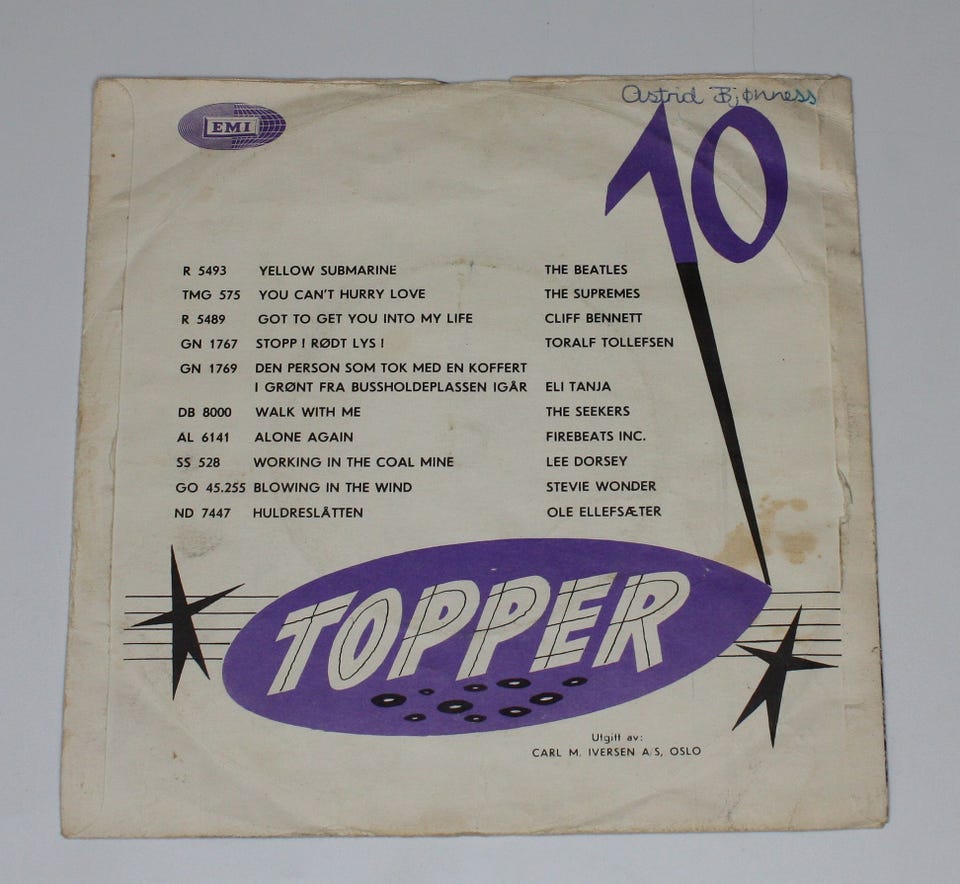 Astrid Bjønness
EMI
10
R 5493 YELLOW SUBMARINE THE BEATLES
TMG 575 YOU CAN'T HURRY LOVE THE SUPREMES
R 5489 GOT TO GET YOU INTO MY LIFE CLIFF BENNETT
GN 1767 STOPP! RØDT LYS! TORALF TOLLEFSEN
GN 1769 DEN PERSON SOM TOK MED EN KOFFERT
I GRØNT FRA BUSSHOLDEPLASSEN IGÅR ELI TANJA
DB 8000 WALK WITH ME THE SEEKERS
AL 6141 ALONE AGAIN FIREBEATS INC.
SS 528 WORKING IN THE COAL MINE LEE DORSEY
GO 45.255 BLOWING IN THE WIND STEVIE WONDER
ND 7447 HULDRESLÅTTEN OLE ELLEFSÆTER
TOPPER
Utgitt av:
CARL M. IVERSEN A/S, OSLO